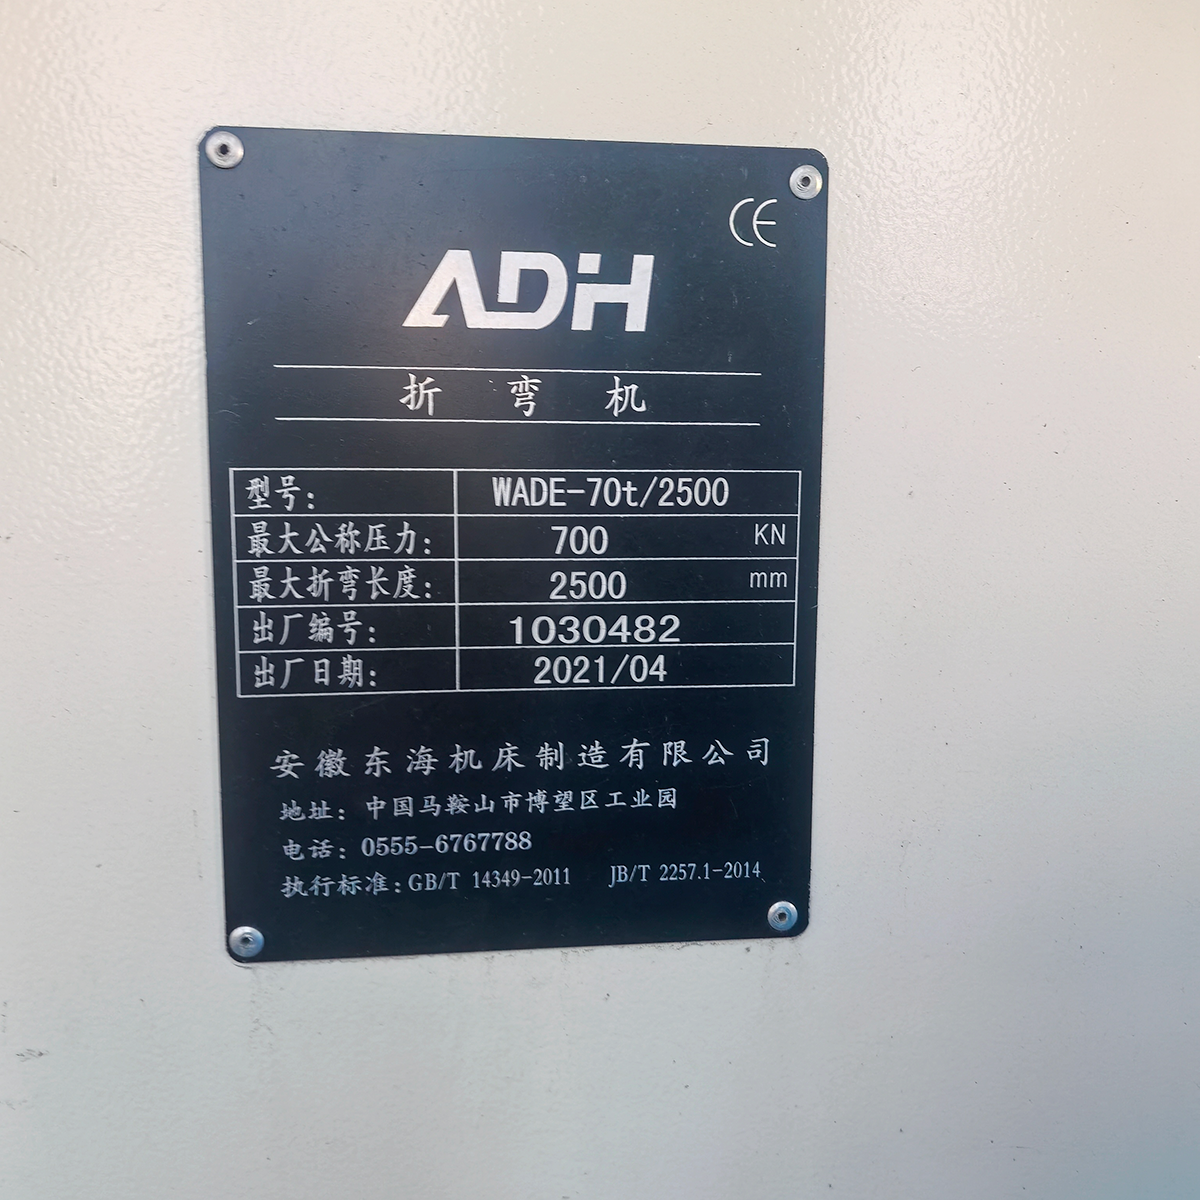 CE
ADH
折弯机
型号： WADE-70t/2500
最大公称压力： 700 KN
最大折弯长度： 2500 mm
出厂编号： 1030482
出厂日期： 2021/04
安徽东海机床制造有限公司
地址：中国马鞍山市博望区工业园
电话：0555-6767788
执行标准：GB/T 14349-2011 JB/T 2257.1-2014